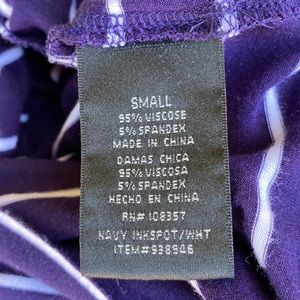 SMALL
95% VISCOSE
5% SPANDEX
MADE IN CHINA
DAMAS CHICA
95% VISCOSA
5% SPANDEX
HECHO EN CHINA
RN# 108357
NAVY INKSPOT/WHT
ITEM#938946